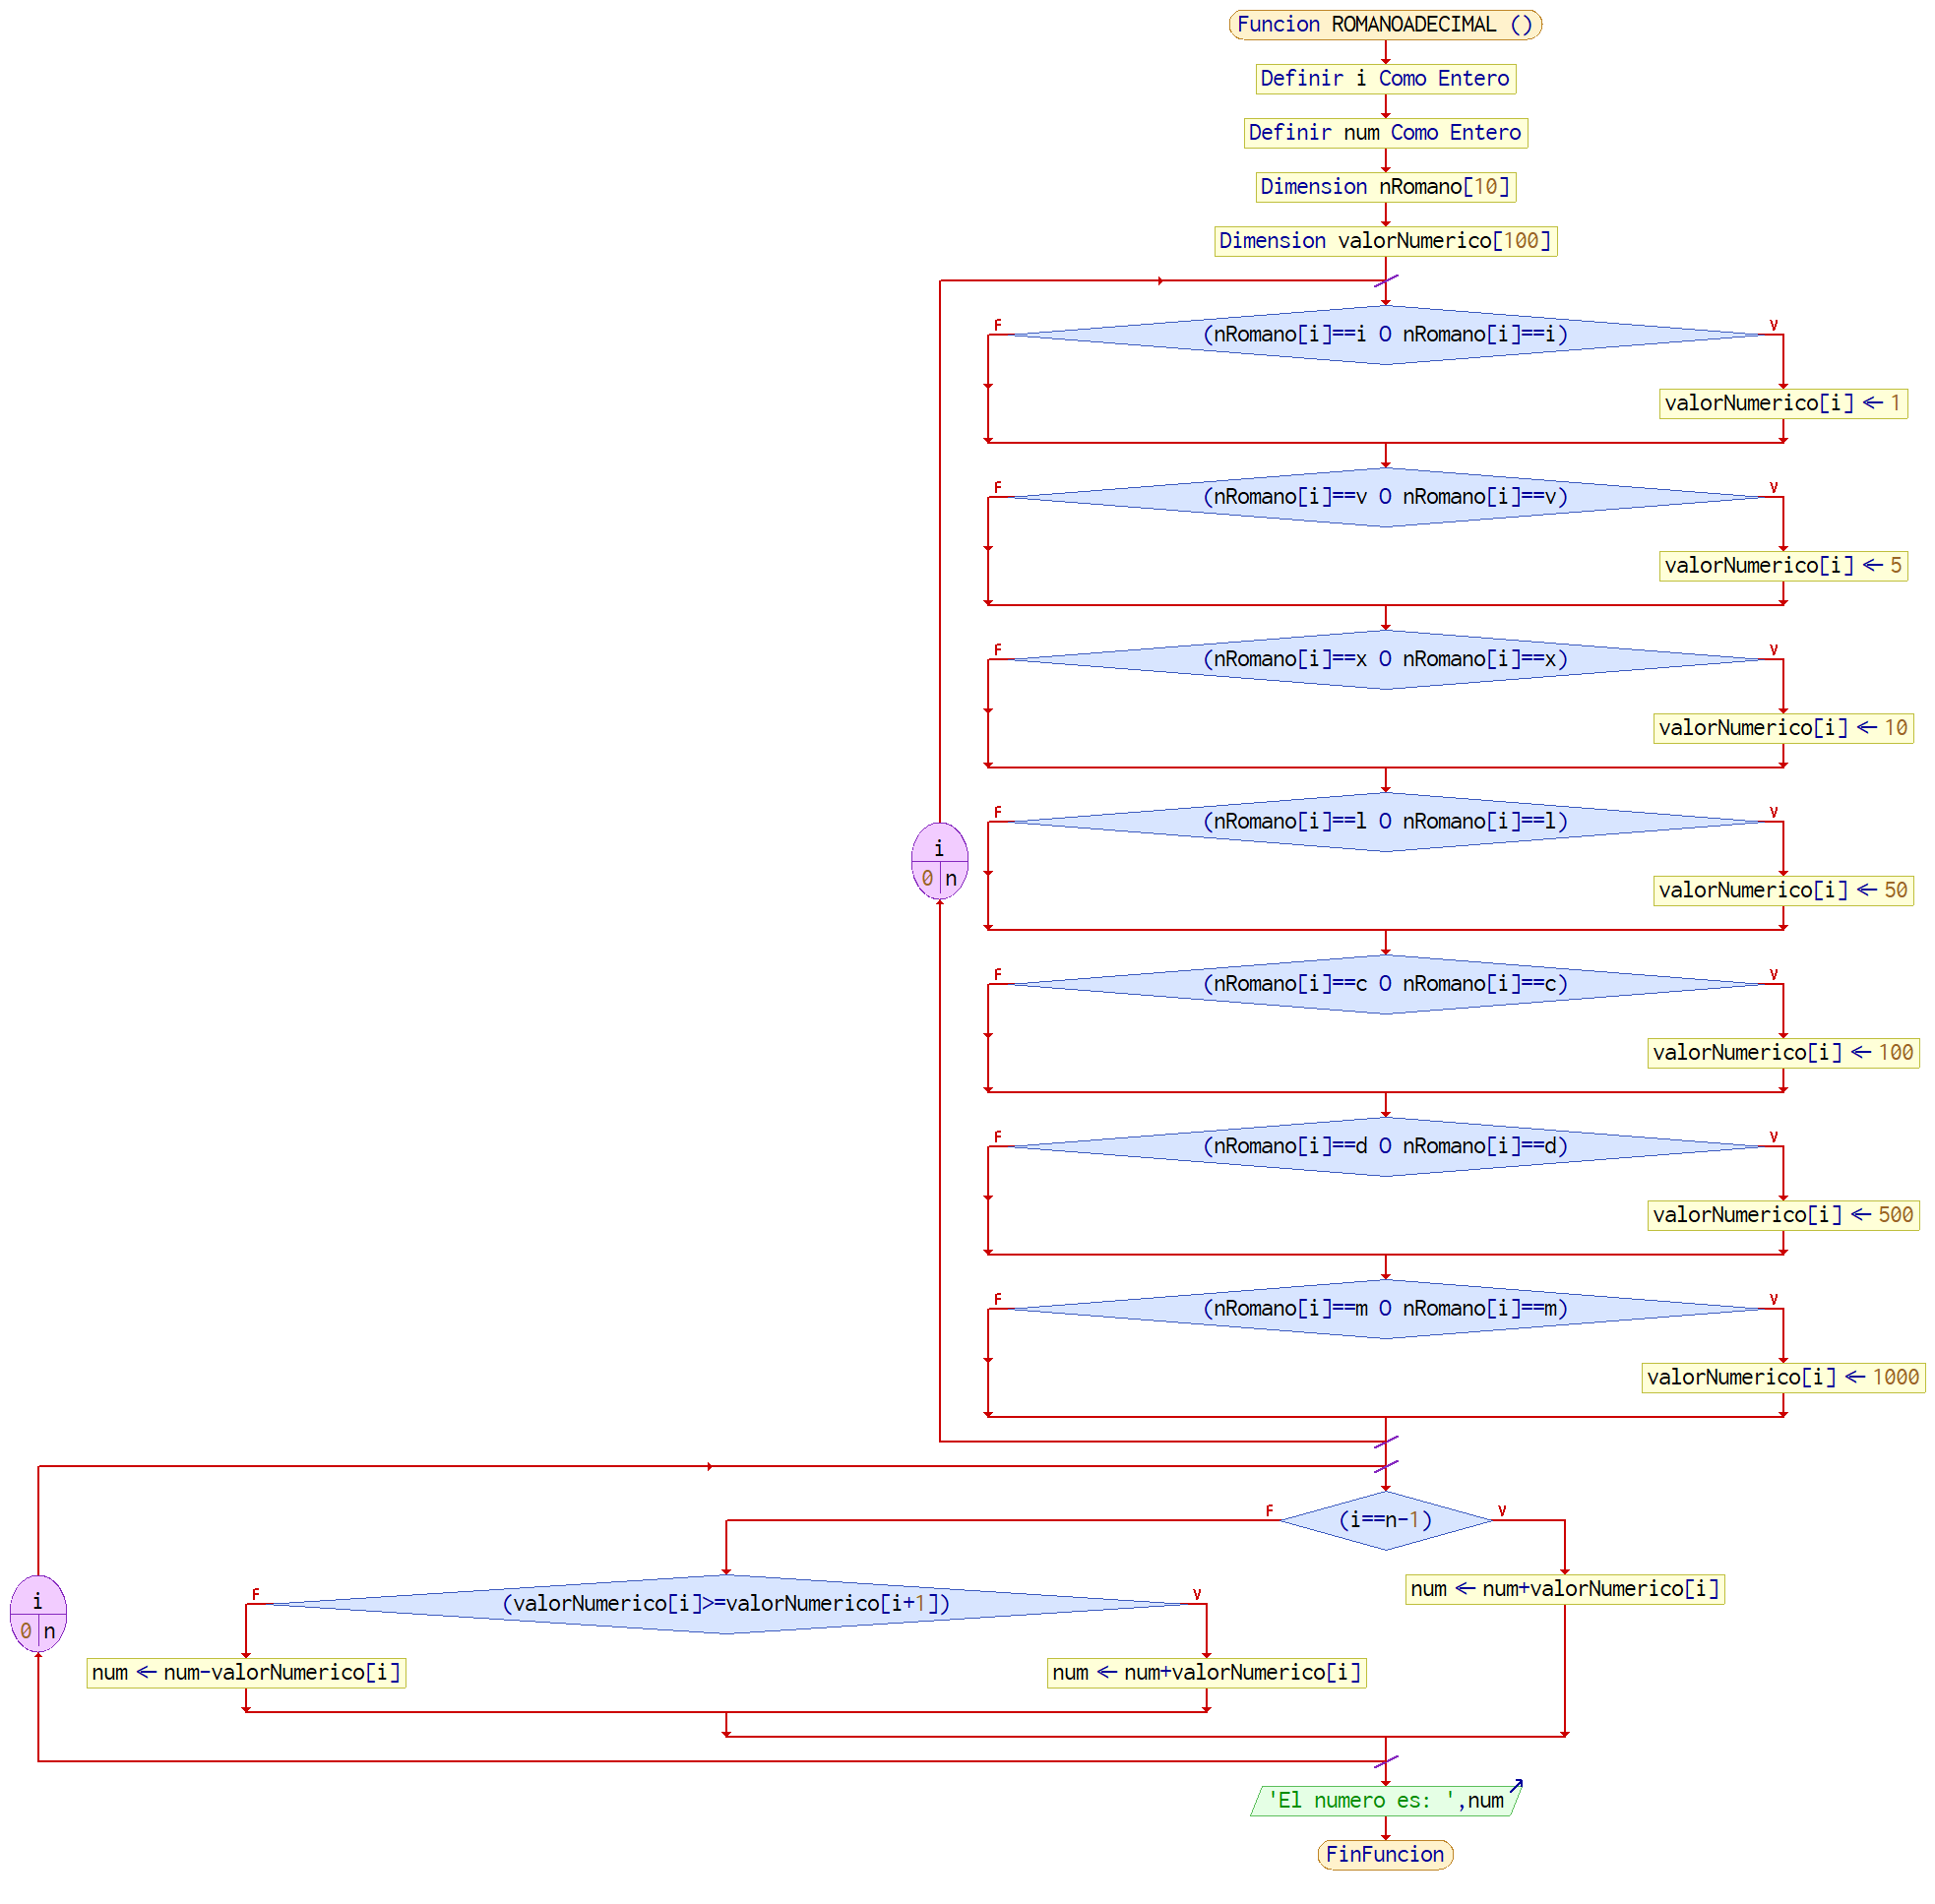 Funcion ROMANOADECIMAL ()
Definir i Como Entero
Definir num Como Entero
Dimension nRomano[10]
Dimension valorNumerico[100]
F
(nRomano[i]==i O nRomano[i]==i)
V
valorNumerico[i] ← 1
F
(nRomano[i]==v O nRomano[i]==v)
V
valorNumerico[i] ← 5
F
(nRomano[i]==x O nRomano[i]==x)
V
valorNumerico[i] ← 10
F
(nRomano[i]==l O nRomano[i]==l)
V
i
0 n
valorNumerico[i] ← 50
F
(nRomano[i]==c O nRomano[i]==c)
V
valorNumerico[i] ← 100
F
(nRomano[i]==d O nRomano[i]==d)
V
valorNumerico[i] ← 500
F
(nRomano[i]==m O nRomano[i]==m)
V
valorNumerico[i] ← 1000
F
(i==n-1)
V
i
0 n
F
(valorNumerico[i]>=valorNumerico[i+1])
V
num ← num+valorNumerico[i]
num ← num-valorNumerico[i]
num ← num+valorNumerico[i]
'El numero es: ',num
FinFuncion